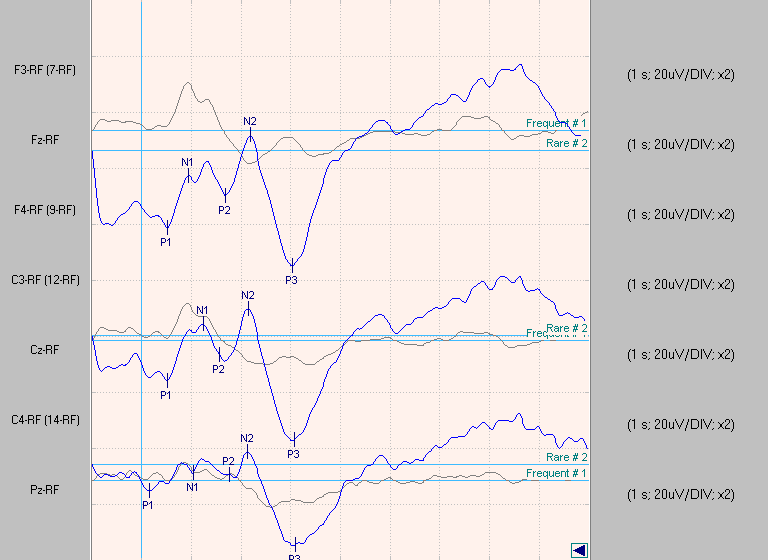 F3-RF (7-RF) (1 s; 20uV/DIV; x2)
N2
Frequent # 1
Fz-RF (1 s; 20uV/DIV; x2)
Rare # 2
N1
P2
F4-RF (9-RF) (1 s; 20uV/DIV; x2)
P1
P3
C3-RF (12-RF) (1 s; 20uV/DIV; x2)
N2
N1
Rare # 2
Cz-RF (1 s; 20uV/DIV; x2)
P2
P1
C4-RF (14-RF) (1 s; 20uV/DIV; x2)
N2
P3
Rare # 2
P2
Frequent # 1
Pz-RF (1 s; 20uV/DIV; x2)
N1
P1
P3